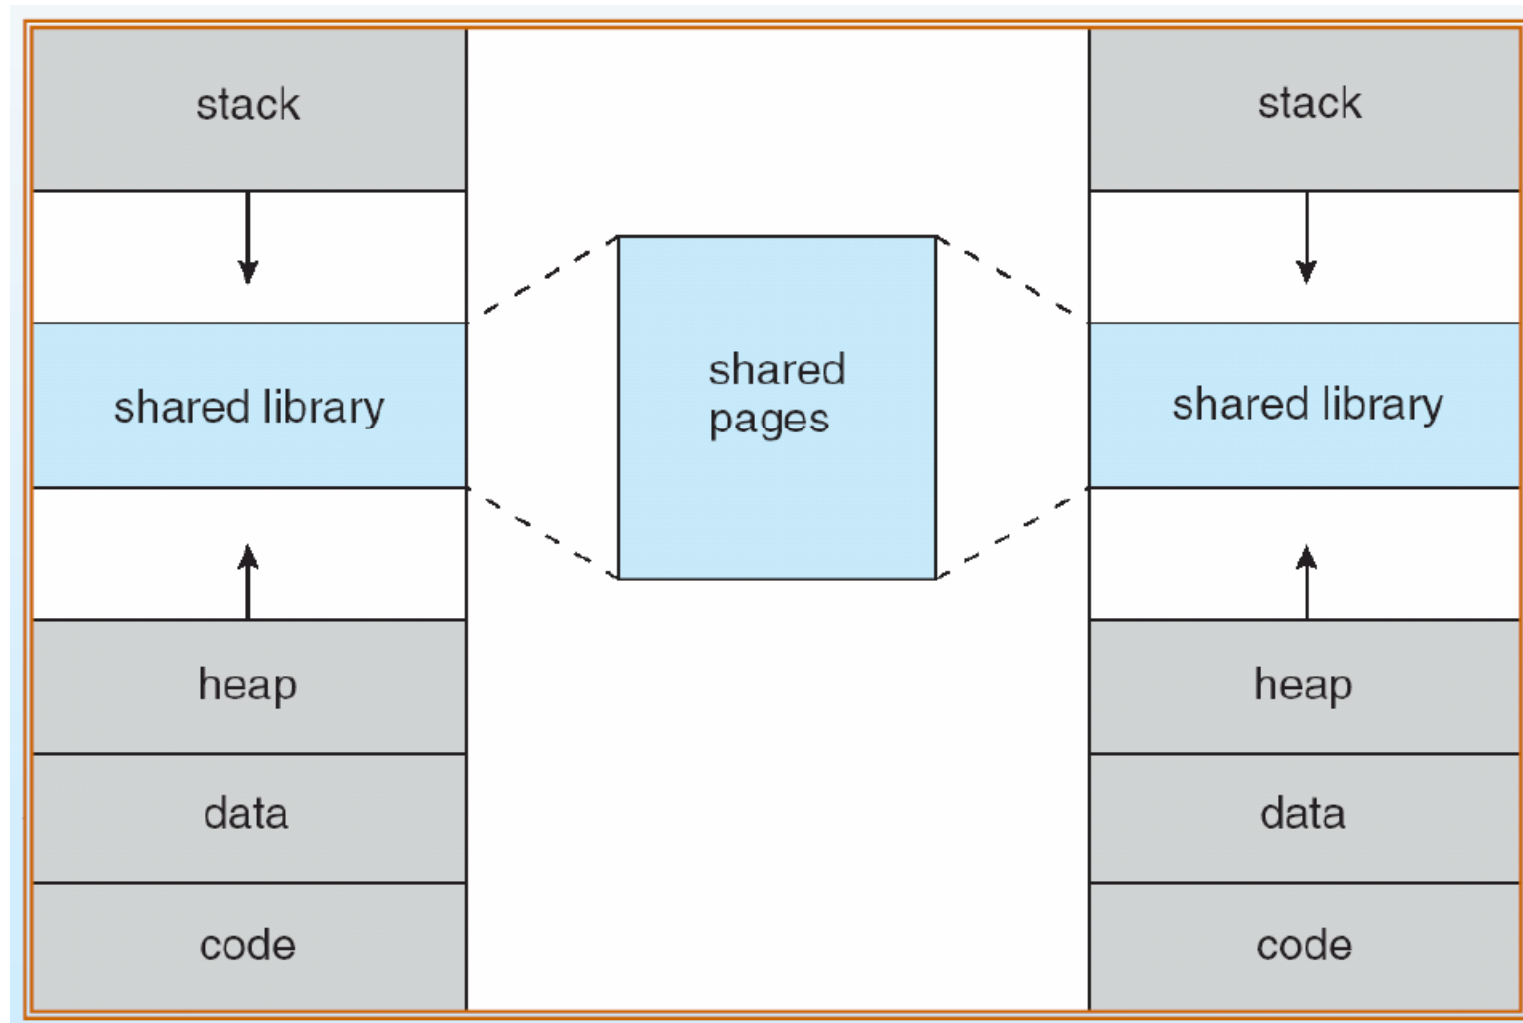 stack
shared library
heap
data
code
shared
pages
stack
shared library
heap
data
code